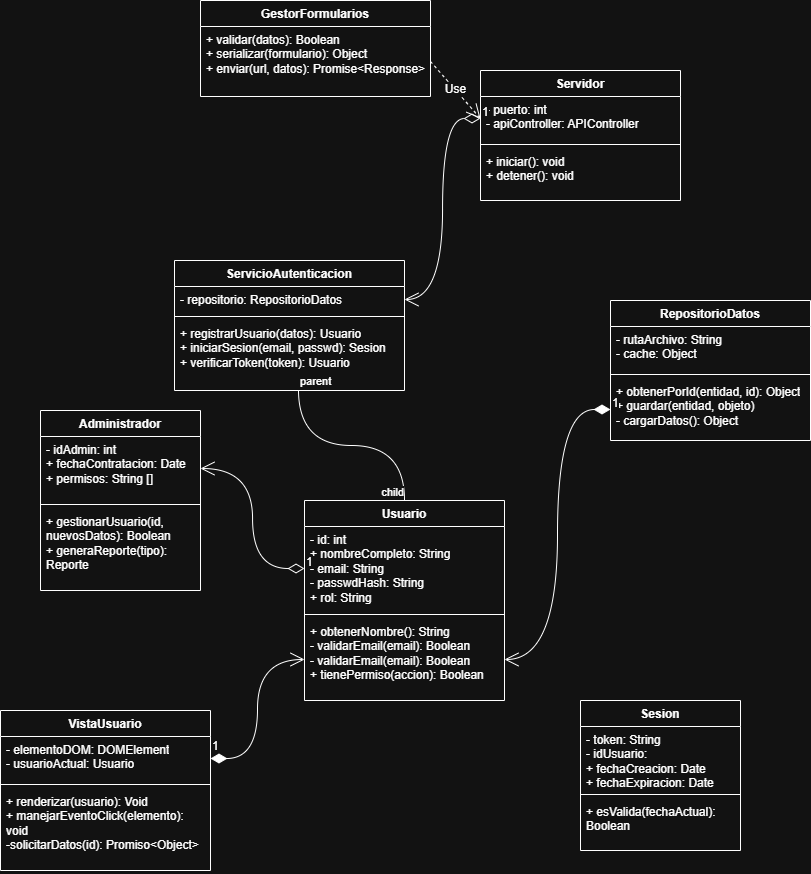 GestorFormularios
+ validar(datos): Boolean
+ serializar(formulario): Object
+ enviar(url, datos): Promise<Response>
Use
Servidor
1
puerto: int
- apiController: APIController
+ iniciar(): void
+ detener(): void
ServicioAutenticacion
- repositorio: RepositorioDatos
+ registrarUsuario(datos): Usuario
+ iniciarSesion(email, passwd): Sesion
+ verificarToken(token): Usuario
parent
RepositorioDatos
- rutaArchivo: String
- cache: Object
+ obtenerPorId(entidad, id): Object
1
+ guardar(entidad, objeto)
- cargarDatos(): Object
Administrador
- idAdmin: int
+ fechaContratacion: Date
+ permisos: String []
+ gestionarUsuario(id,
nuevosDatos): Boolean
+ generaReporte(tipo):
Reporte
child
Usuario
- id: int
+ nombreCompleto: String
1
- email: String
- passwdHash: String
+ rol: String
+ obtenerNombre(): String
- validarEmail(email): Boolean
- validarEmail(email): Boolean
+ tienePermiso(accion): Boolean
VistaUsuario
1
- elementoDOM: DOMElement
- usuarioActual: Usuario
+ renderizar(usuario): Void
+ manejarEventoClick(elemento):
void
-solicitarDatos(id): Promiso<Object>
Sesion
- token: String
- idUsuario:
+ fechaCreacion: Date
+ fechaExpiracion: Date
+ esValida(fechaActual):
Boolean